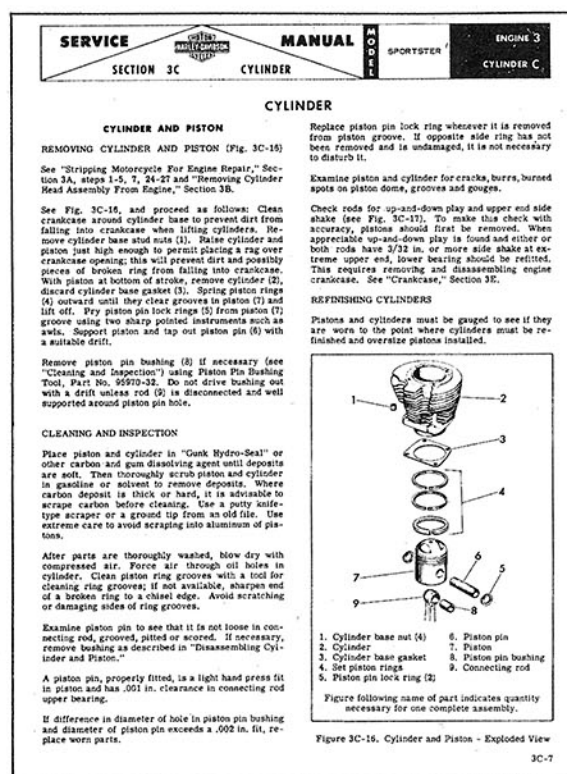 SERVICE
MOTOR
HARLEY-DAVIDSON
CYCLES
MANUAL
SECTION 3C
CYLINDER
MODEL
SPORTSTER
ENGINE 3
CYLINDER C
CYLINDER
CYLINDER AND PISTON
REMOVING CYLINDER AND PISTON (Fig. 3C-16)
See "Stripping Motorcycle For Engine Repair," Sec-
tion 3A, steps 1-5, 7, 24-27 and "Removing Cylinder
Head Assembly From Engine," Section 3B.
See Fig. 3C-16, and proceed as follows: Clean
crankcase around cylinder base to prevent dirt from
falling into crankcase when lifting cylinders. Re-
move cylinder base stud nuts (1). Raise cylinder and
piston just high enough to permit placing a rag over
crankcase opening; this will prevent dirt and possibly
pieces of broken ring from falling into crankcase.
With piston at bottom of stroke, remove cylinder (2),
discard cylinder base gasket (3). Spring piston rings
(4) outward until they clear grooves in piston (7) and
lift off. Pry piston pin lock rings (5) from piston (7)
groove using two sharp pointed instruments such as
awls. Support piston and tap out piston pin (6) with
a suitable drift.
Remove piston pin bushing (8) if necessary (see
"Cleaning and Inspection") using Piston Pin Bushing
Tool, Part No. 95970-32. Do not drive bushing out
with a drift unless rod (9) is disconnected and well
supported around piston pin hole.
CLEANING AND INSPECTION
Place piston and cylinder in "Gunk Hydro-Seal" or
other carbon and gum dissolving agent until deposits
are soft. Then thoroughly scrub piston and cylinder
in gasoline or solvent to remove deposits. Where
carbon deposit is thick or hard, it is advisable to
scrape carbon before cleaning. Use a putty knife-
type scraper or a ground tip from an old file. Use
extreme care to avoid scraping into aluminum of pis-
tons.
After parts are thoroughly washed, blow dry with
compressed air. Force air through oil holes in
cylinder. Clean piston ring grooves with a tool for
cleaning ring grooves; if not available, sharpen end
of a broken ring to a chisel edge. Avoid scratching
or damaging sides of ring grooves.
Examine piston pin to see that it is not loose in con-
necting rod, grooved, pitted or scored. If necessary,
remove bushing as described in "Disassembling Cyl-
inder and Piston."
A piston pin, properly fitted, is a light hand press fit
in piston and has .001 in. clearance in connecting rod
upper bearing.
If difference in diameter of hole in piston pin bushing
and diameter of piston pin exceeds a .002 in. fit, re-
place worn parts.
Replace piston pin lock ring whenever it is removed
from piston groove. If opposite side ring has not
been removed and is undamaged, it is not necessary
to disturb it.
Examine piston and cylinder for cracks, burrs, burned
spots on piston dome, grooves and gouges.
Check rods for up-and-down play and upper end side
shake (see Fig. 3C-17). To make this check with
accuracy, pistons should first be removed. When
appreciable up-and-down play is found and either or
both rods have 3/32 in. or more side shake at ex-
treme upper end, lower bearing should be refitted.
This requires removing and disassembling engine
crankcase. See "Crankcase," Section 3E.
REFINISHING CYLINDERS
Pistons and cylinders must be gauged to see if they
are worn to the point where cylinders must be re-
finished and oversize pistons installed.
1
2
3
4
5
6
7
8
9
1. Cylinder base nut (4)
2. Cylinder
3. Cylinder base gasket
4. Set piston rings
5. Piston pin lock ring (2)
6. Piston pin
7. Piston
8. Piston pin bushing
9. Connecting rod
Figure following name of part indicates quantity
necessary for one complete assembly.
Figure 3C-16. Cylinder and Piston - Exploded View
3C-7